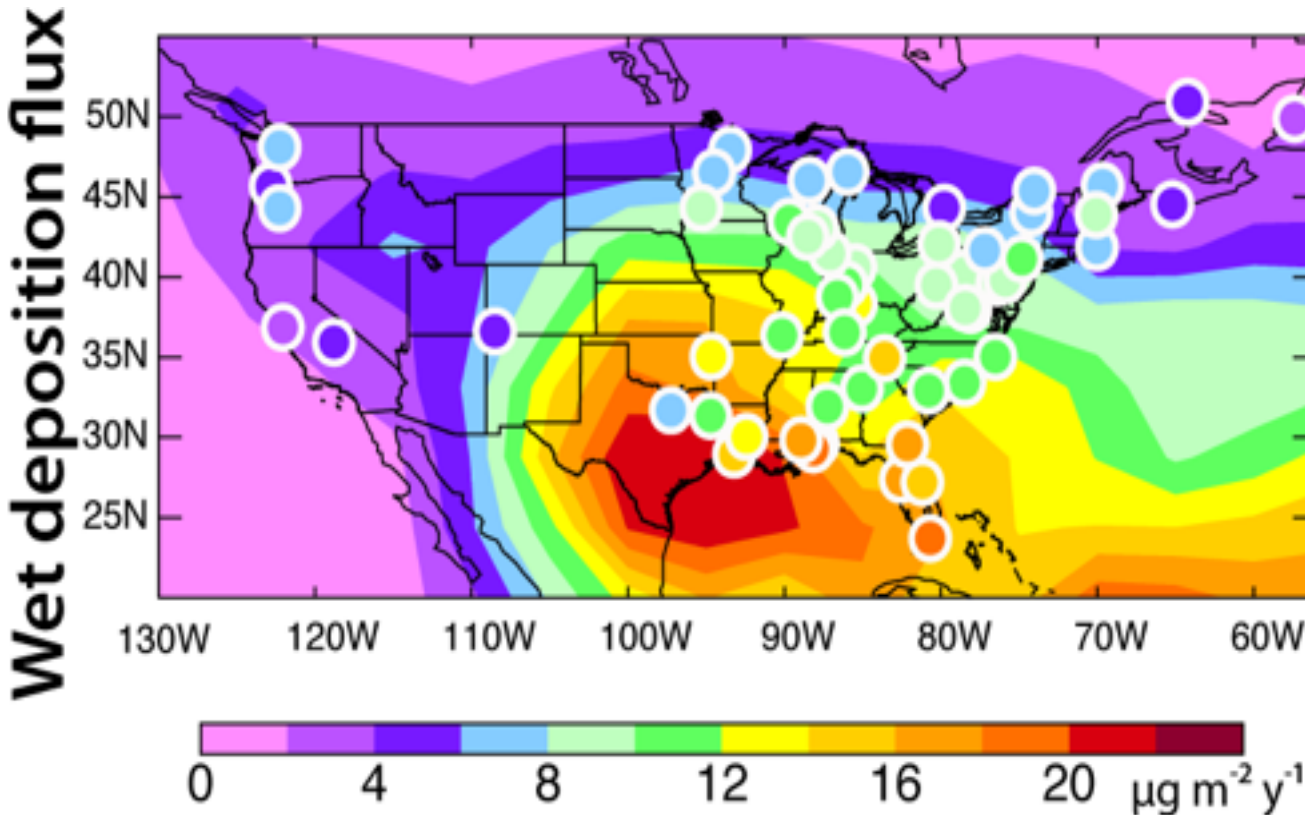 Wet deposition flux
50N
45N
40N
35N
30N
25N
130W 120W 110W 100W 90W 80W 70W 60W
0 4 8 12 16 20 µg m⁻² y⁻¹